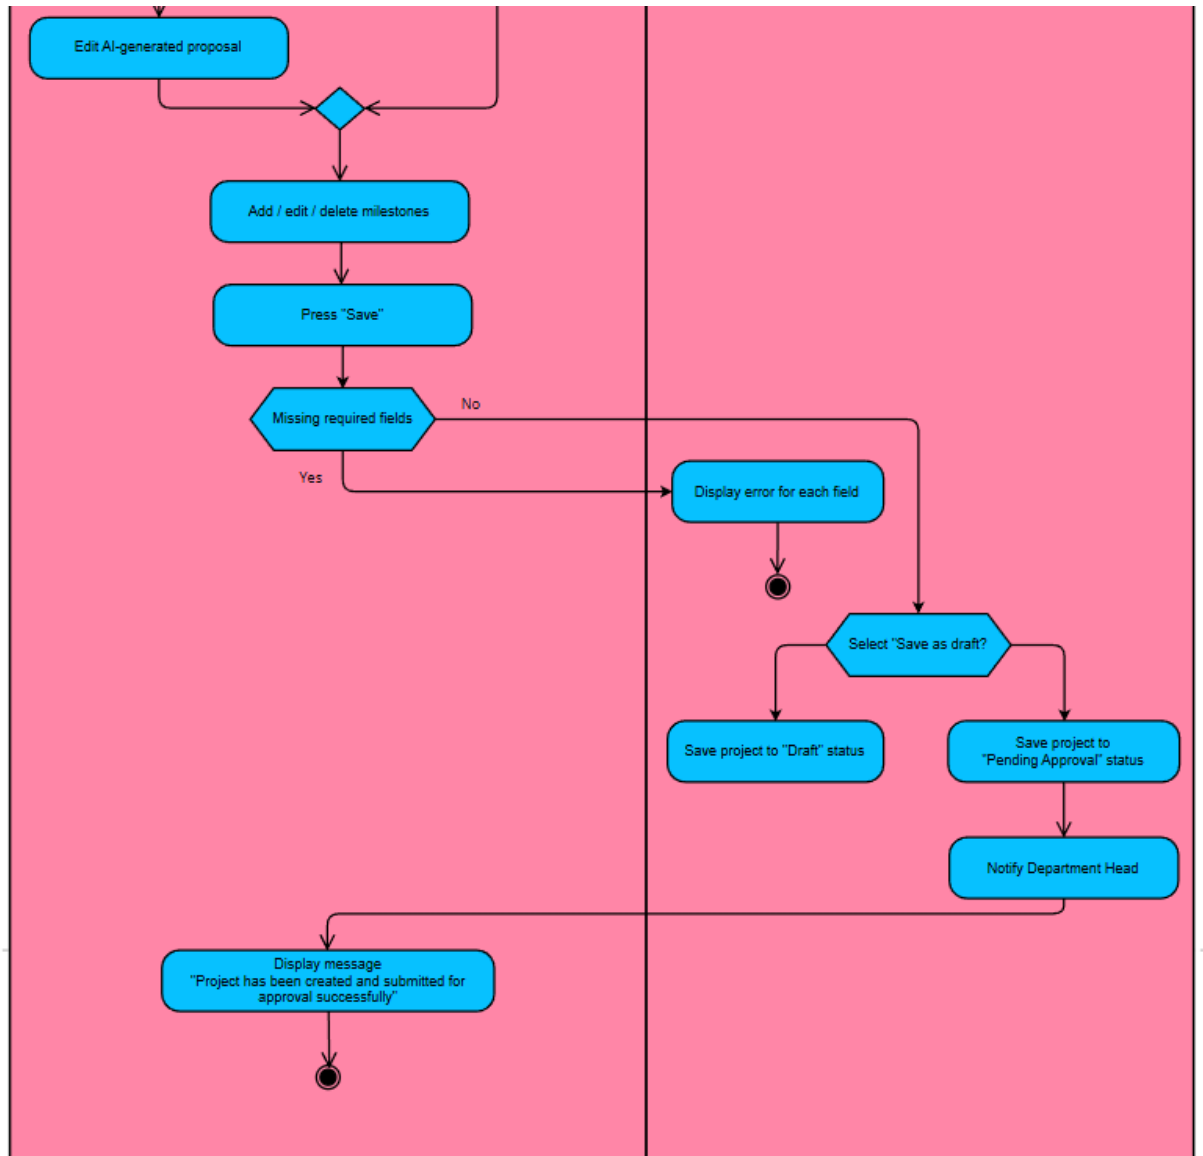 Edit AI-generated proposal
Add / edit / delete milestones
Press "Save"
Missing required fields
No
Yes
Display error for each field
Select "Save as draft?
Save project to "Draft" status
Save project to
"Pending Approval" status
Notify Department Head
Display message
"Project has been created and submitted for
approval successfully"